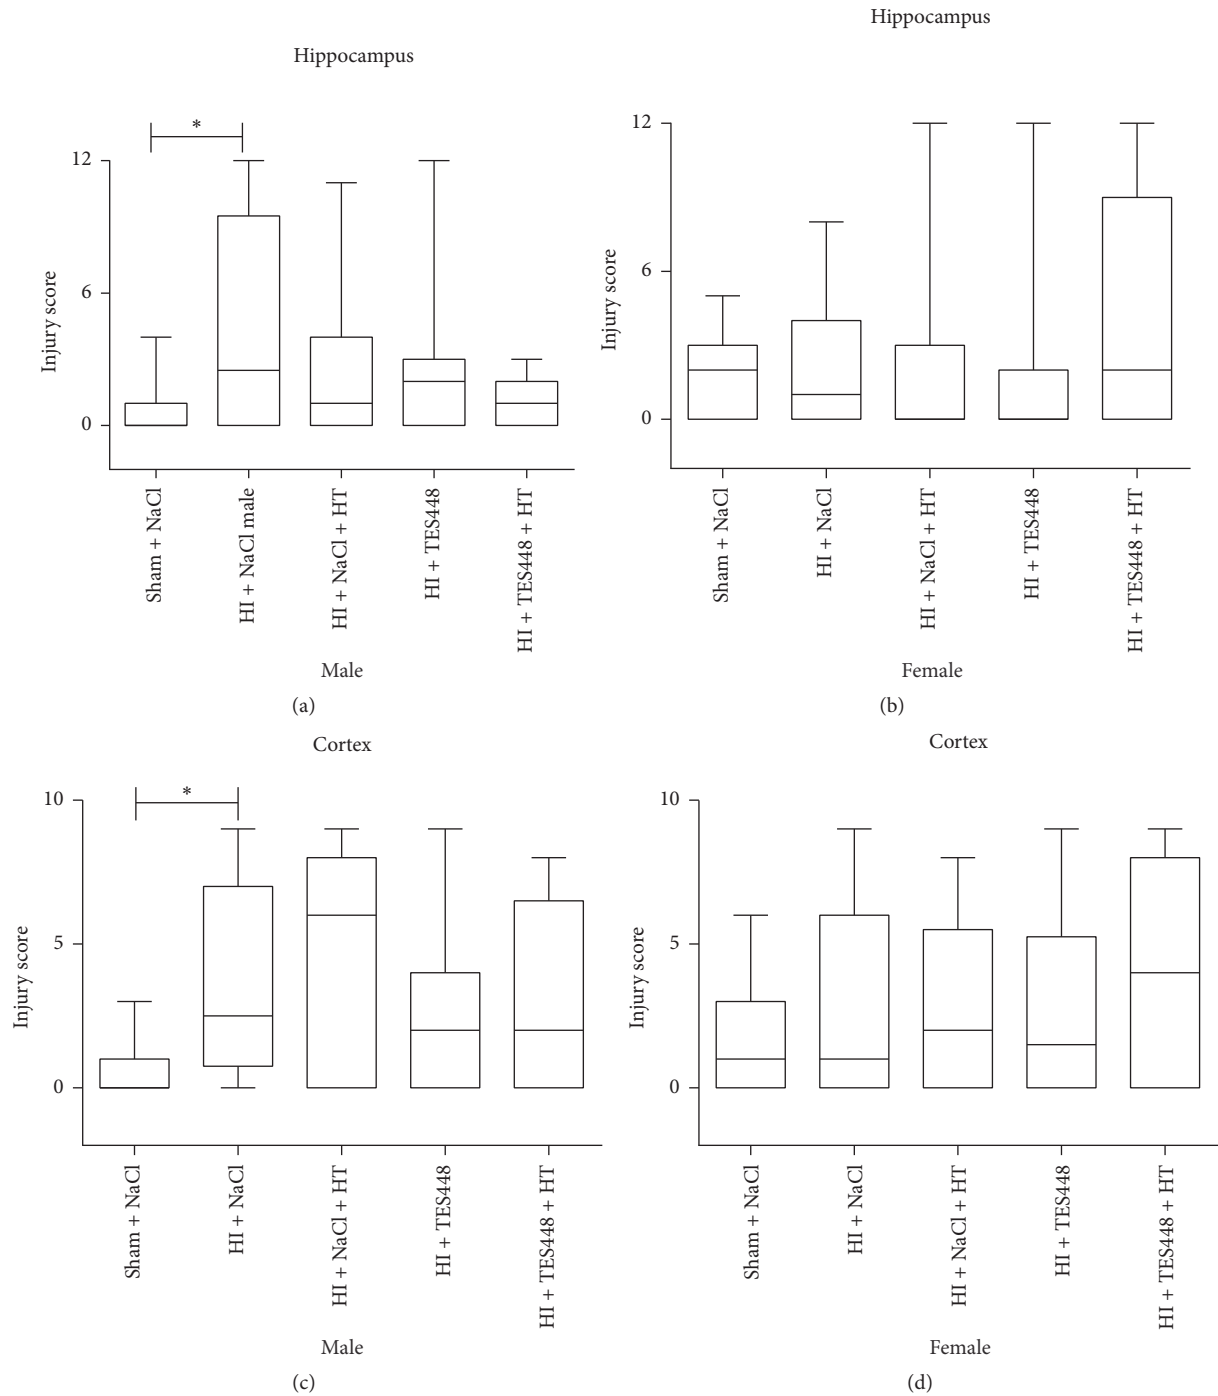 Hippocampus
*
12
6
0
Injury score
Sham + NaCl
HI + NaCl male
HI + NaCl + HT
HI + TES448
HI + TES448 + HT
Male
(a)
Hippocampus
12
6
0
Injury score
Sham + NaCl
HI + NaCl
HI + NaCl + HT
HI + TES448
HI + TES448 + HT
Female
(b)
Cortex
*
10
5
0
Injury score
Sham + NaCl
HI + NaCl
HI + NaCl + HT
HI + TES448
HI + TES448 + HT
Male
(c)
Cortex
10
5
0
Injury score
Sham + NaCl
HI + NaCl
HI + NaCl + HT
HI + TES448
HI + TES448 + HT
Female
(d)